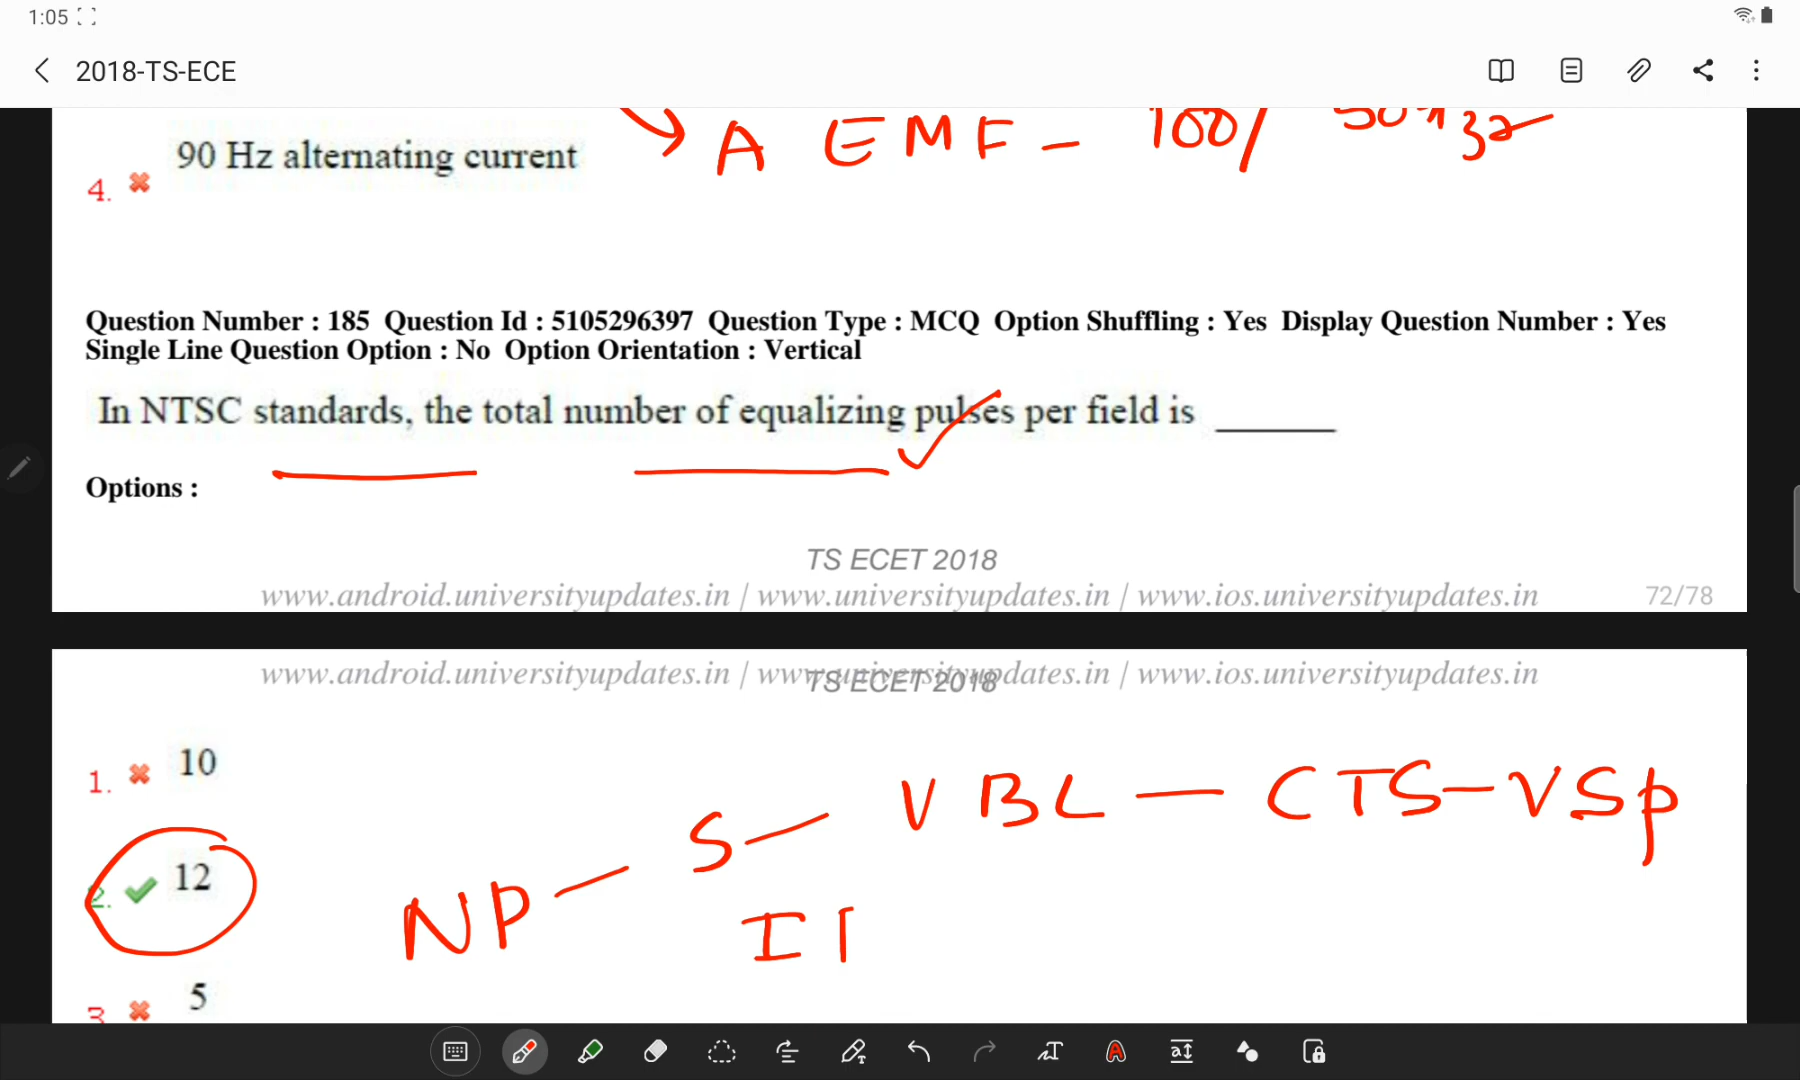 1:05
2018-TS-ECE
A EMF - 100/
90 Hz alternating current
4.
Question Number : 185 Question Id : 5105296397 Question Type : MCQ Option Shuffling : Yes Display Question Number : Yes
Single Line Question Option : No Option Orientation : Vertical
In NTSC standards, the total number of equalizing pulses per field is ______
Options :
TS ECET 2018
www.android.universityupdates.in | www.universityupdates.in | www.ios.universityupdates.in
72/78
www.android.universityupdates.in | www.universityupdates.in | www.ios.universityupdates.in
TS ECET 2018
1. 10
S - VBL - CTS - VSP
2. 12
NP -
3. 5